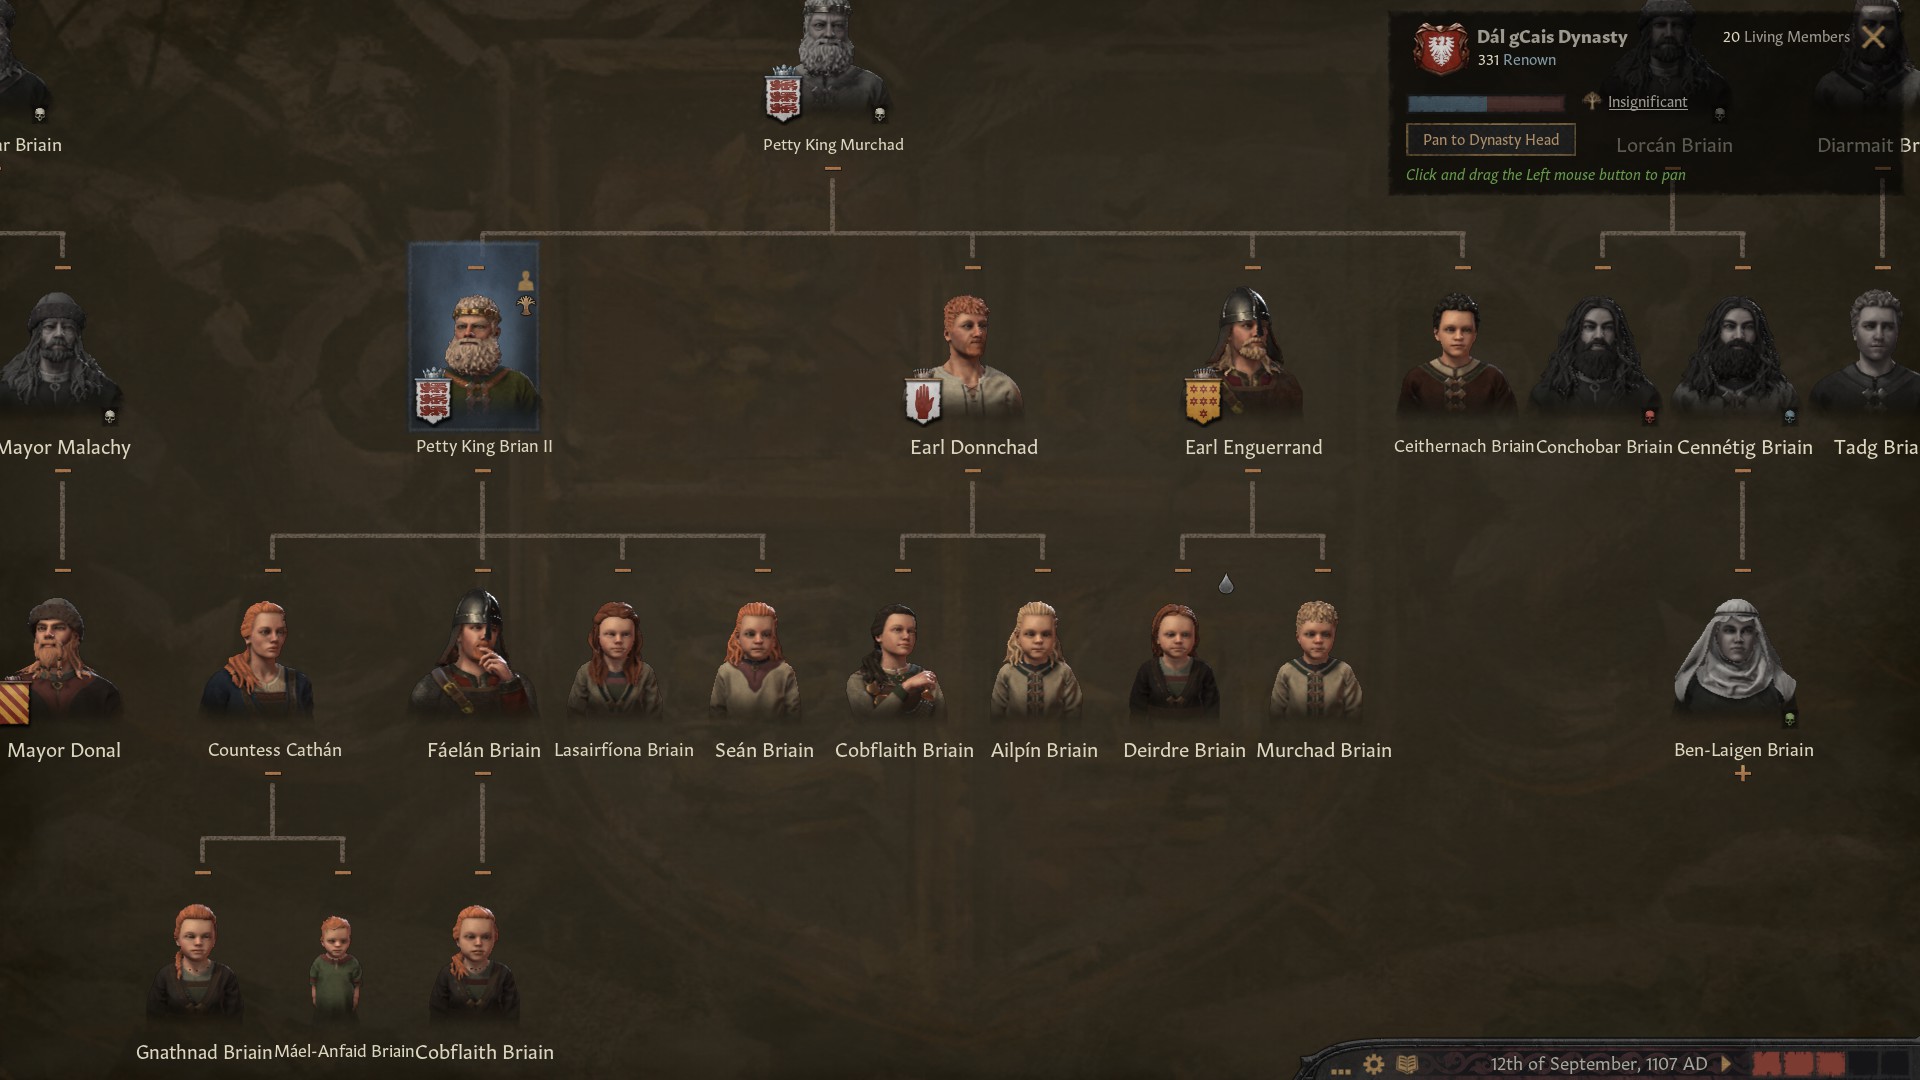 Dál gCais Dynasty
20 Living Members
331 Renown
Insignificant
Pan to Dynasty Head
Click and drag the Left mouse button to pan
ar Briain
Petty King Murchad
Lorcán Briain
Diarmait Br
Mayor Malachy
Petty King Brian II
Earl Donnchad
Earl Enguerrand
Ceithernach Briain
Conchobar Briain
Cennétig Briain
Tadg Bria
Mayor Donal
Countess Cathán
Fáelán Briain
Lasairfíona Briain
Seán Briain
Cobflaith Briain
Ailpín Briain
Deirdre Briain
Murchad Briain
Ben-Laigen Briain
Gnathnad Briain
Máel-Anfaid Briain
Cobflaith Briain
12th of September, 1107 AD